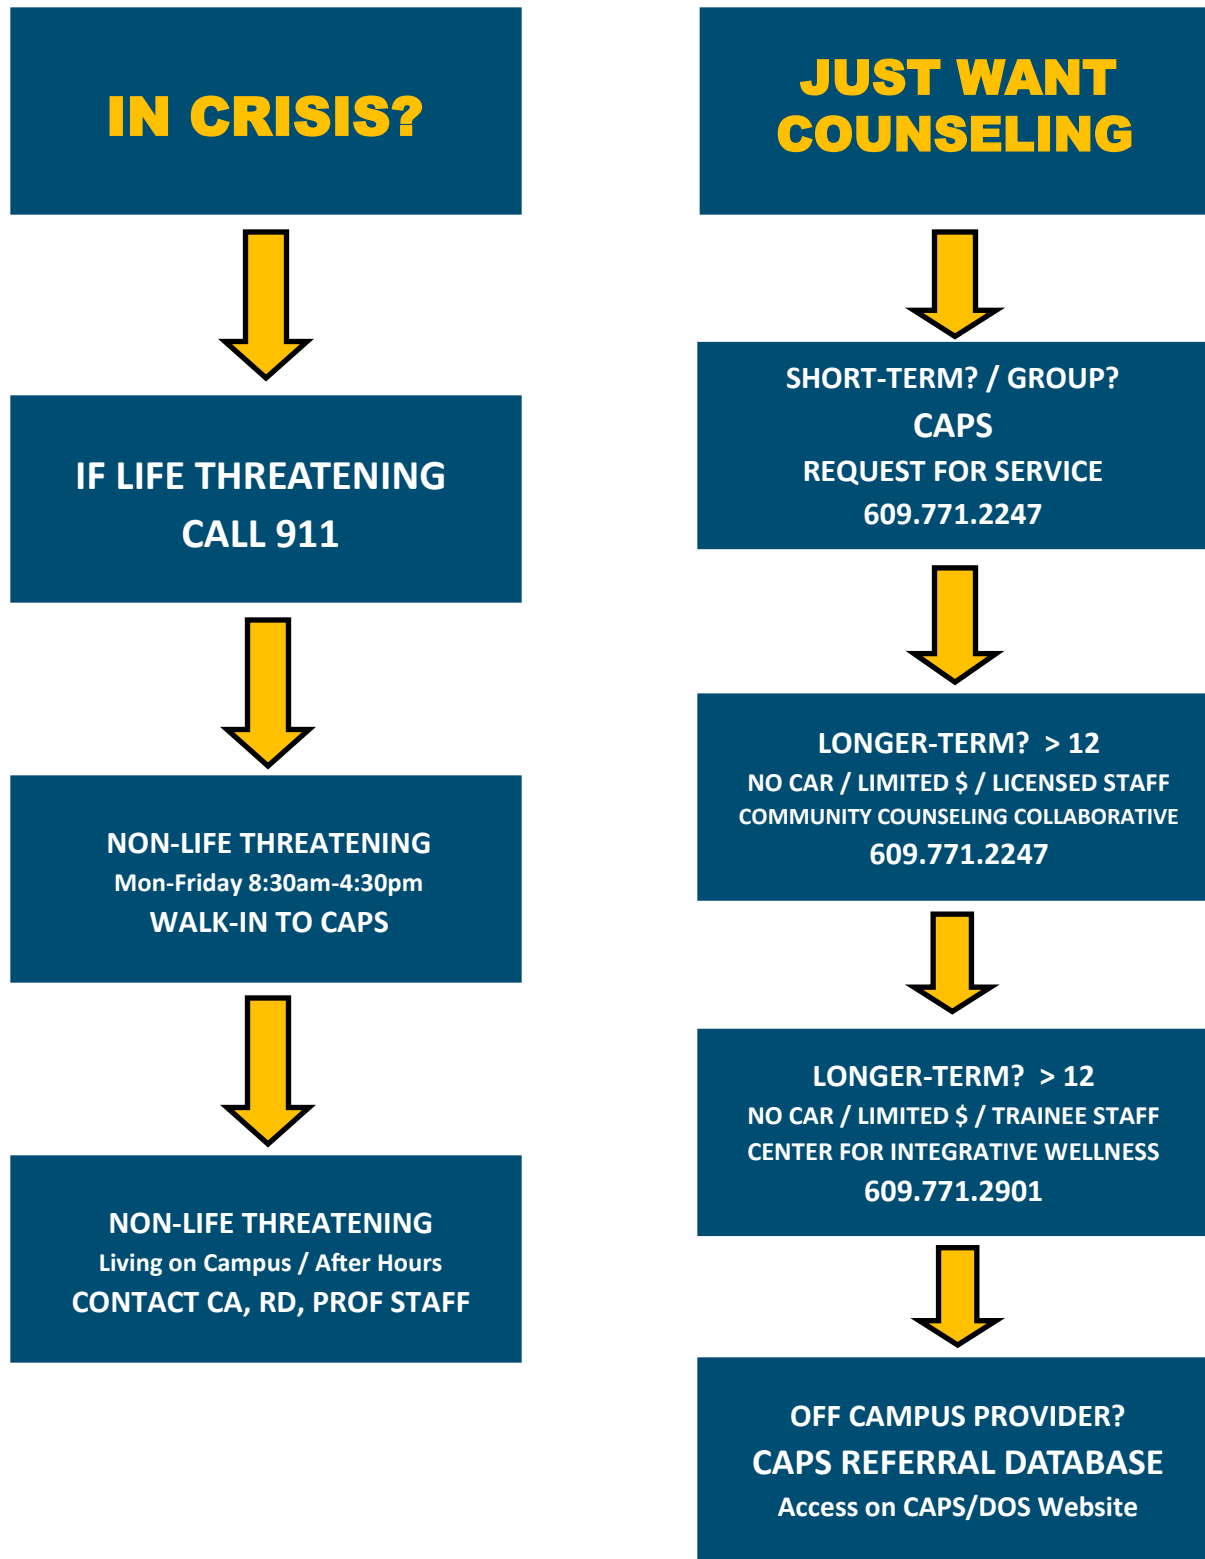 IN CRISIS?
IF LIFE THREATENING
CALL 911
NON-LIFE THREATENING
Mon-Friday 8:30am-4:30pm
WALK-IN TO CAPS
NON-LIFE THREATENING
Living on Campus / After Hours
CONTACT CA, RD, PROF STAFF
JUST WANT
COUNSELING
SHORT-TERM? / GROUP?
CAPS
REQUEST FOR SERVICE
609.771.2247
LONGER-TERM? > 12
NO CAR / LIMITED $ / LICENSED STAFF
COMMUNITY COUNSELING COLLABORATIVE
609.771.2247
LONGER-TERM? > 12
NO CAR / LIMITED $ / TRAINEE STAFF
CENTER FOR INTEGRATIVE WELLNESS
609.771.2901
OFF CAMPUS PROVIDER?
CAPS REFERRAL DATABASE
Access on CAPS/DOS Website